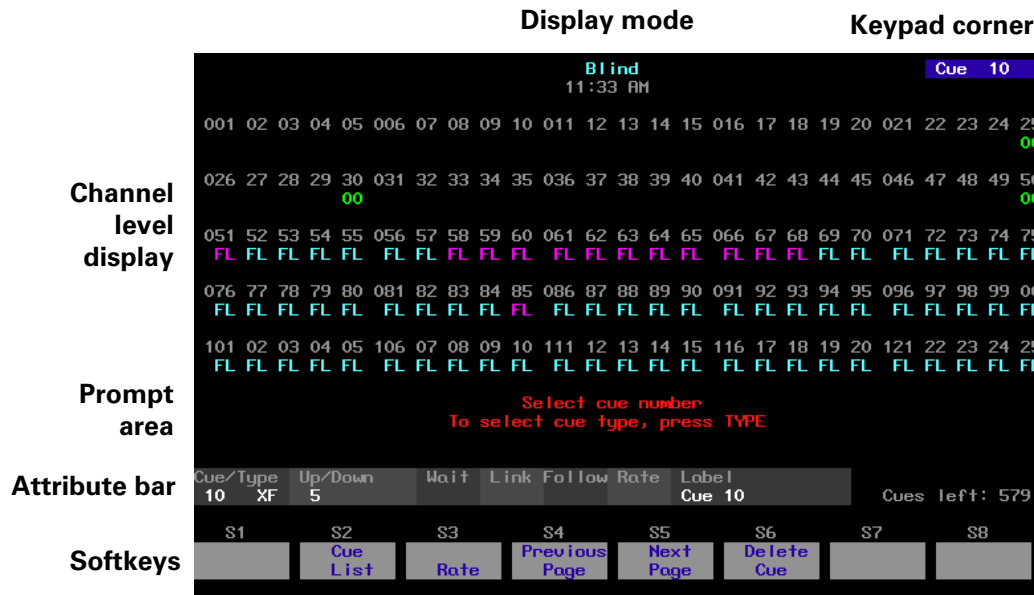 Display mode
Keypad corner
Blind
Cue 10
11:33 AM
001 02 03 04 05 006 07 08 09 10 011 12 13 14 15 016 17 18 19 20 021 22 23 24
026 27 28 29 30 031 32 33 34 35 036 37 38 39 40 041 42 43 44 45 046 47 48 49
00
Channel
level
display
051 52 53 54 55 056 57 58 59 60 061 62 63 64 65 066 67 68 69 70 071 72 73 74
FL FL FL FL FL FL FL FL FL FL FL FL FL FL FL FL FL FL FL FL FL FL FL FL
076 77 78 79 80 081 82 83 84 85 086 87 88 89 90 091 92 93 94 95 096 97 98 99
FL FL FL FL FL FL FL FL FL FL FL FL FL FL FL FL FL FL FL FL FL FL FL FL
101 02 03 04 05 106 07 08 09 10 111 12 13 14 15 116 17 18 19 20 121 22 23 24
FL FL FL FL FL FL FL FL FL FL FL FL FL FL FL FL FL FL FL FL FL FL FL FL
Prompt
area
Select cue number
To select cue type, press TYPE
Attribute bar
Cue/Type Up/Down Wait Link Follow Rate Label
10 XF 5 Cue 10 Cues left: 579
S1 S2 S3 S4 S5 S6 S7 S8
Softkeys
Cue Previous Next Delete
List Rate Page Page Cue